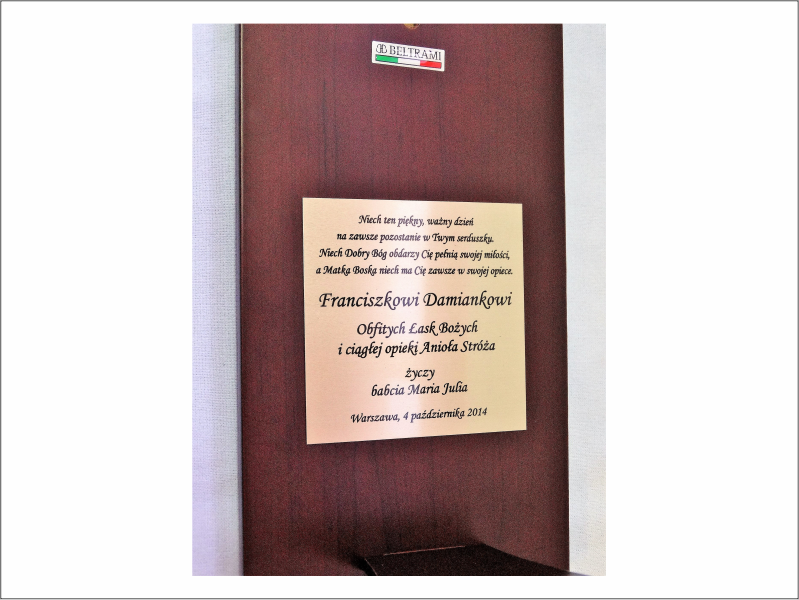 BELTRAMI
Niech ten piękny, ważny dzień
na zawsze pozostanie w Twym serduszku.
Niech Dobry Bóg obdarzy Cię pełnią swojej miłości,
a Matka Boska niech ma Cię zawsze w swojej opiece.
Franciszkowi Damiankowi
Obfitych Łask Bożych
i ciągłej opieki Anioła Stróża
życzy
babcia Maria Julia
Warszawa, 4 października 2014